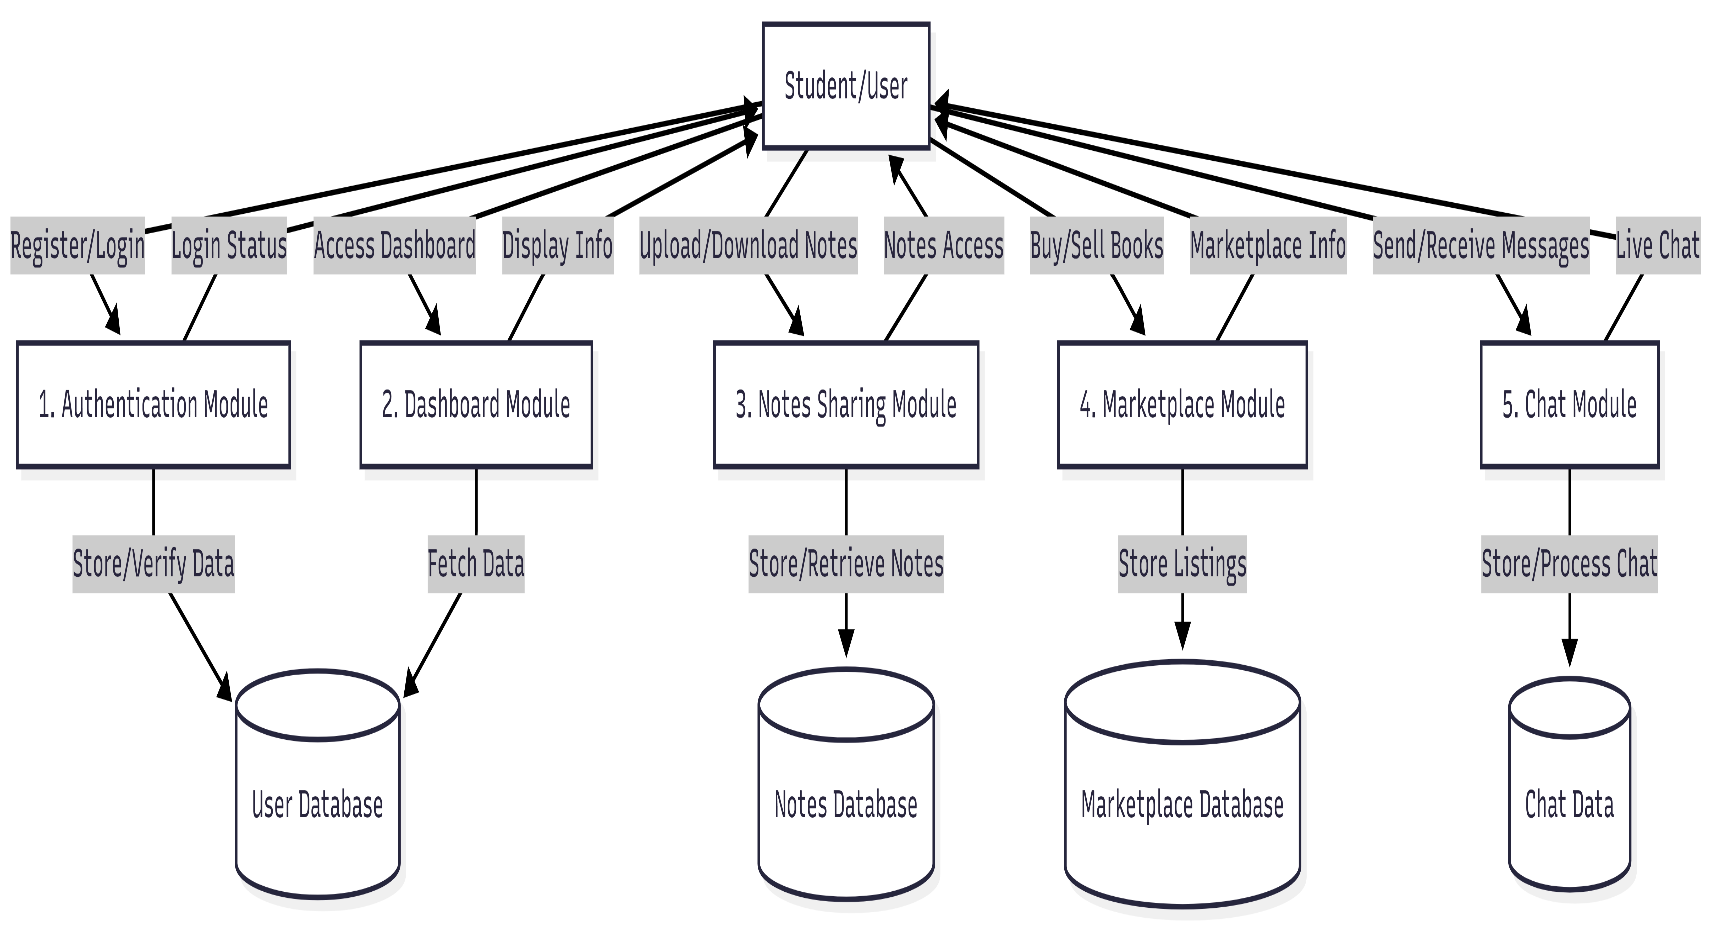 Student/User
Register/Login
Login Status
Access Dashboard
Display Info
Upload/Download Notes
Notes Access
Buy/Sell Books
Marketplace Info
Send/Receive Messages
Live Chat
1. Authentication Module
2. Dashboard Module
3. Notes Sharing Module
4. Marketplace Module
5. Chat Module
Store/Verify Data
Fetch Data
Store/Retrieve Notes
Store Listings
Store/Process Chat
User Database
Notes Database
Marketplace Database
Chat Data